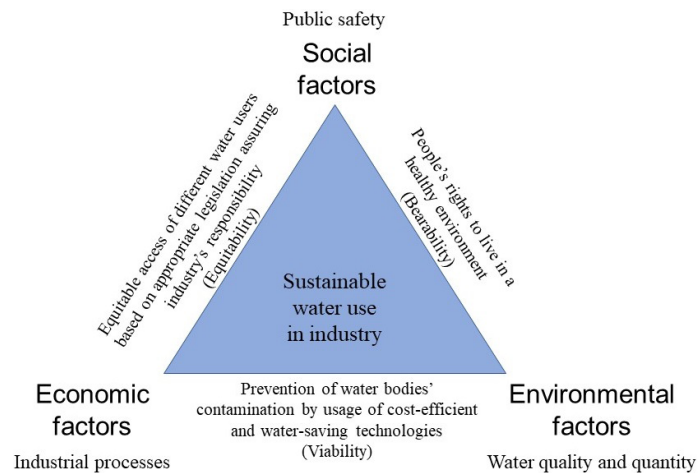 Public safety
Social
factors
Equitable access of different water users
based on appropriate legislation assuring
industry's responsibility
(Equitability)
People's rights to live in a
healthy environment
(Bearability)
Sustainable
water use
in industry
Economic
factors
Industrial processes
Prevention of water bodies'
contamination by usage of cost-efficient
and water-saving technologies
(Viability)
Environmental
factors
Water quality and quantity